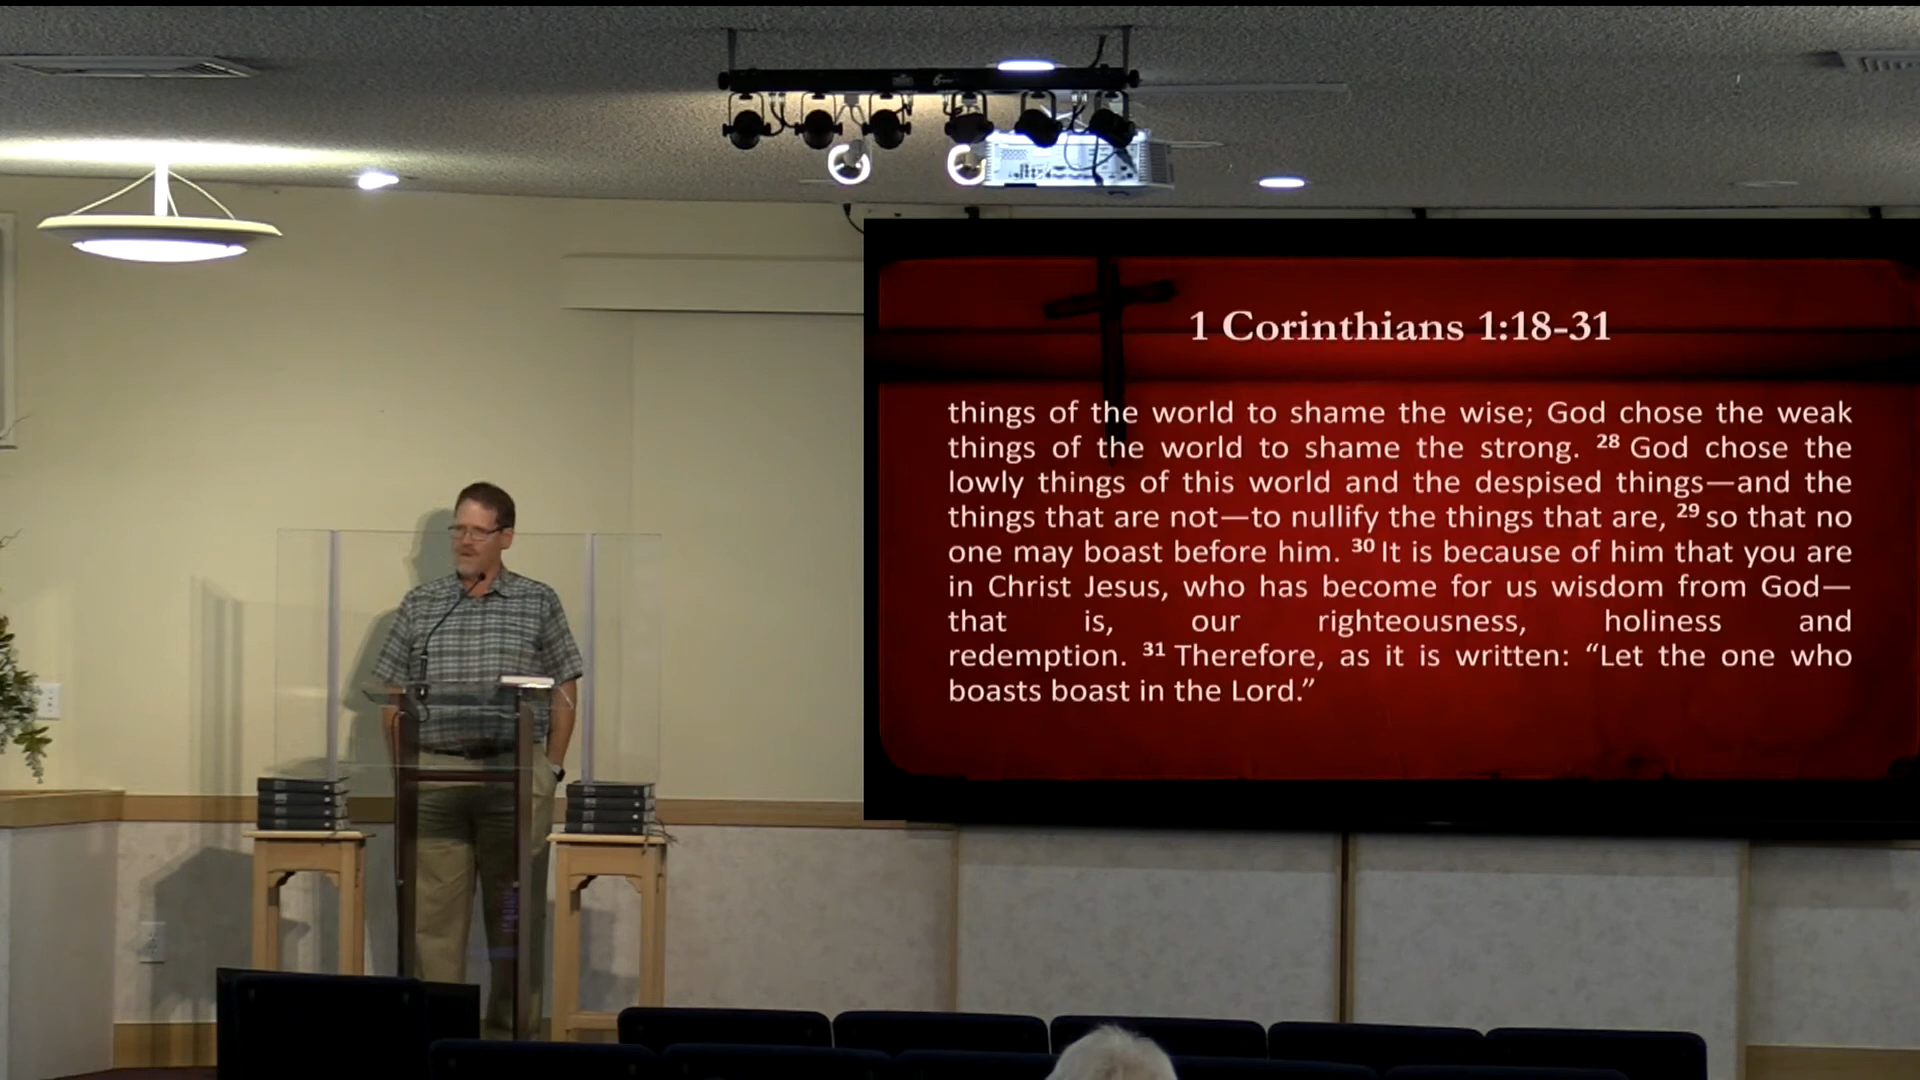 1 Corinthians 1:18-31
things of the world to shame the wise; God chose the weak
things of the world to shame the strong. 28 God chose the
lowly things of this world and the despised things—and the
things that are not—to nullify the things that are, 29 so that no
one may boast before him. 30 It is because of him that you are
in Christ Jesus, who has become for us wisdom from God—
that is, our righteousness, holiness and
redemption. 31 Therefore, as it is written: “Let the one who
boasts boast in the Lord.”